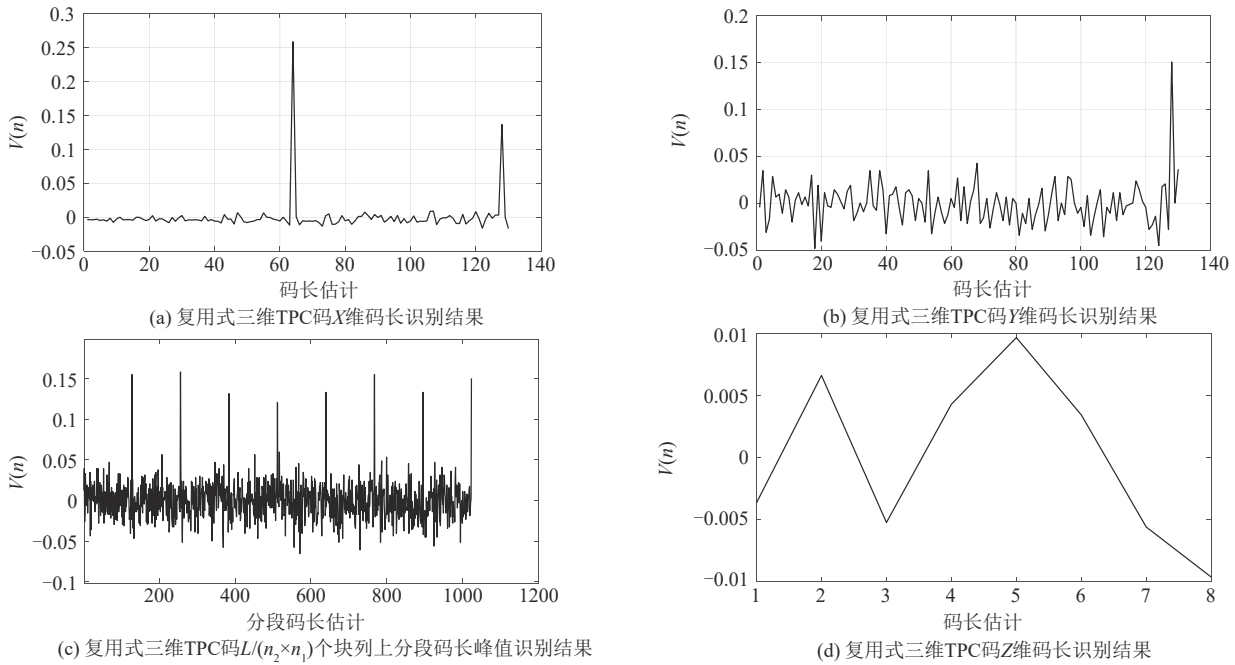 0.3
0.25
0.2
0.15
0.1
0.05
0
−0.05
V(n)
0 20 40 60 80 100 120 140
码长估计
(a) 复用式三维TPC码X维码长识别结果
0.2
0.15
0.1
0.05
0
−0.05
V(n)
0 20 40 60 80 100 120 140
码长估计
(b) 复用式三维TPC码Y维码长识别结果
0.15
0.1
0.05
0
−0.05
−0.1
V(n)
200 400 600 800 1000 1200
分段码长估计
(c) 复用式三维TPC码L/(n₂×n₁)个块列上分段码长峰值识别结果
0.01
0.005
0
−0.005
−0.01
V(n)
1 2 3 4 5 6 7 8
码长估计
(d) 复用式三维TPC码Z维码长识别结果